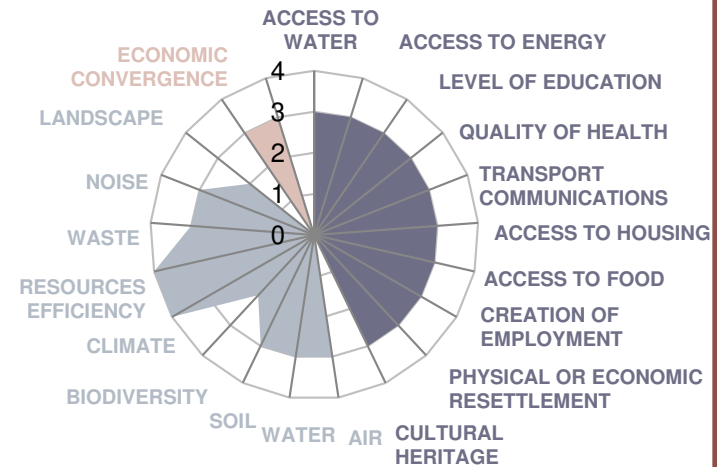 ACCESS TO
WATER
ACCESS TO ENERGY
LEVEL OF EDUCATION
QUALITY OF HEALTH
TRANSPORT
COMMUNICATIONS
ACCESS TO HOUSING
ACCESS TO FOOD
CREATION OF
EMPLOYMENT
PHYSICAL OR ECONOMIC
RESETTLEMENT
CULTURAL
HERITAGE
AIR
WATER
SOIL
BIODIVERSITY
CLIMATE
RESOURCES
EFFICIENCY
WASTE
NOISE
LANDSCAPE
ECONOMIC
CONVERGENCE
4
3
2
1
0